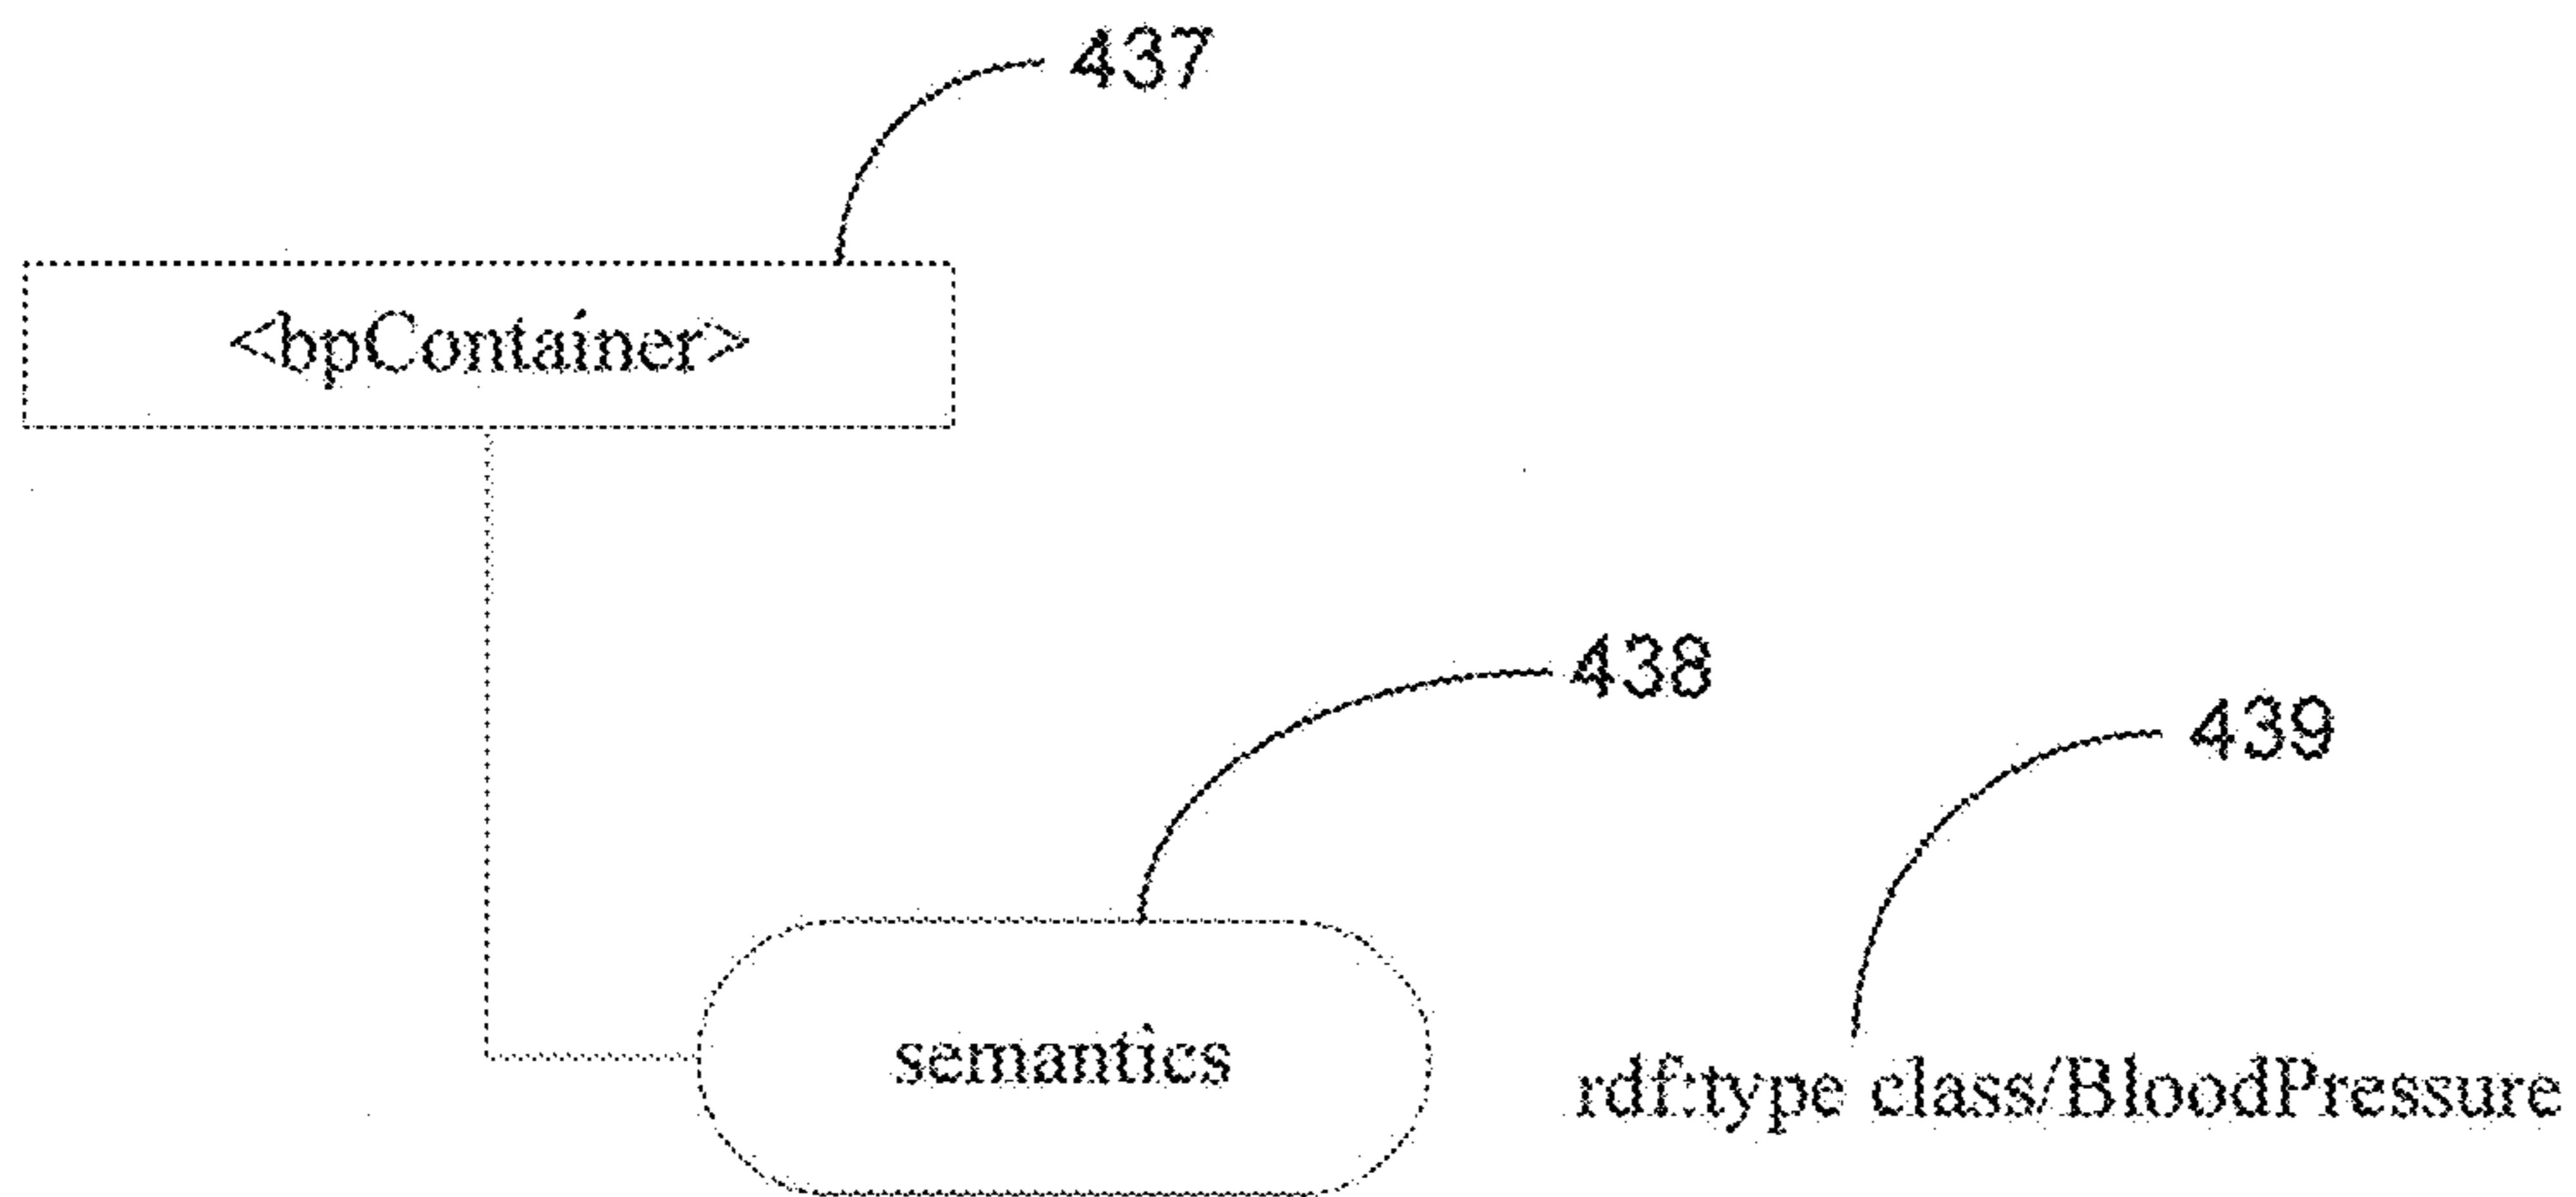 437
<bpContainer>
438
439
semantics
rdf:type class/BloodPressure